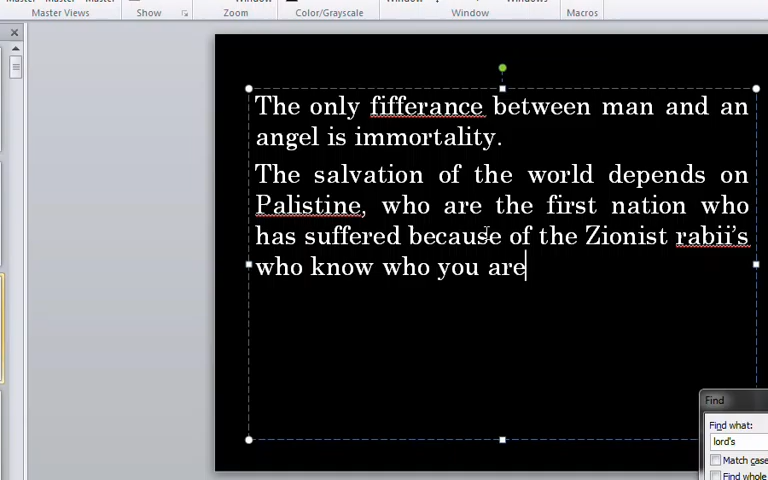 Master Views Show Zoom Color/Grayscale Window Macros
The only fifferance between man and an
angel is immortality.
The salvation of the world depends on
Palistine, who are the first nation who
has suffered because of the Zionist rabii's
who know who you are
Find
Find what:
lord's
Match case
Find whole